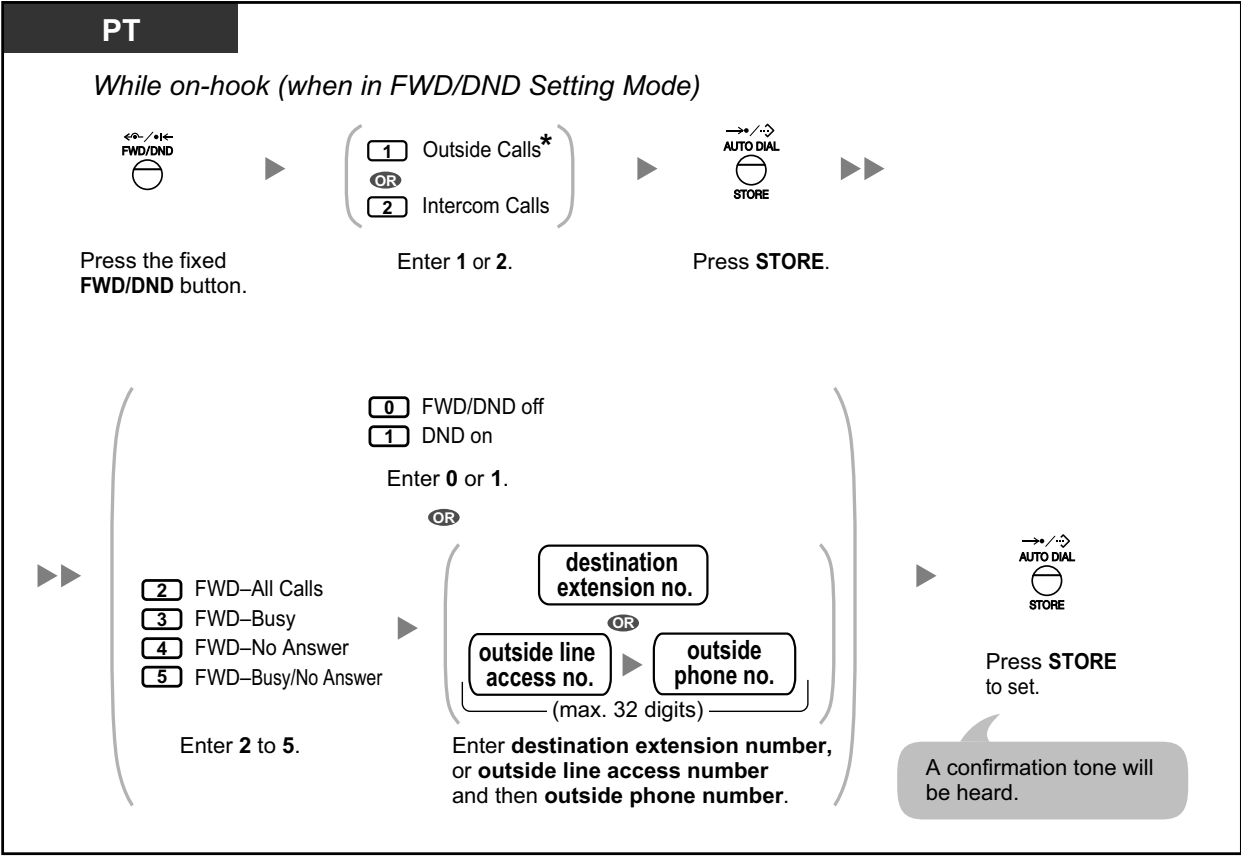 PT
While on-hook (when in FWD/DND Setting Mode)
FWD/DND
Press the fixed
FWD/DND button.
1 Outside Calls*
OR
2 Intercom Calls
Enter 1 or 2.
AUTO DIAL
STORE
Press STORE.
0 FWD/DND off
1 DND on
Enter 0 or 1.
OR
2 FWD–All Calls
3 FWD–Busy
4 FWD–No Answer
5 FWD–Busy/No Answer
Enter 2 to 5.
destination
extension no.
OR
outside line
access no.
outside
phone no.
(max. 32 digits)
Enter destination extension number,
or outside line access number
and then outside phone number.
AUTO DIAL
STORE
Press STORE
to set.
A confirmation tone will
be heard.